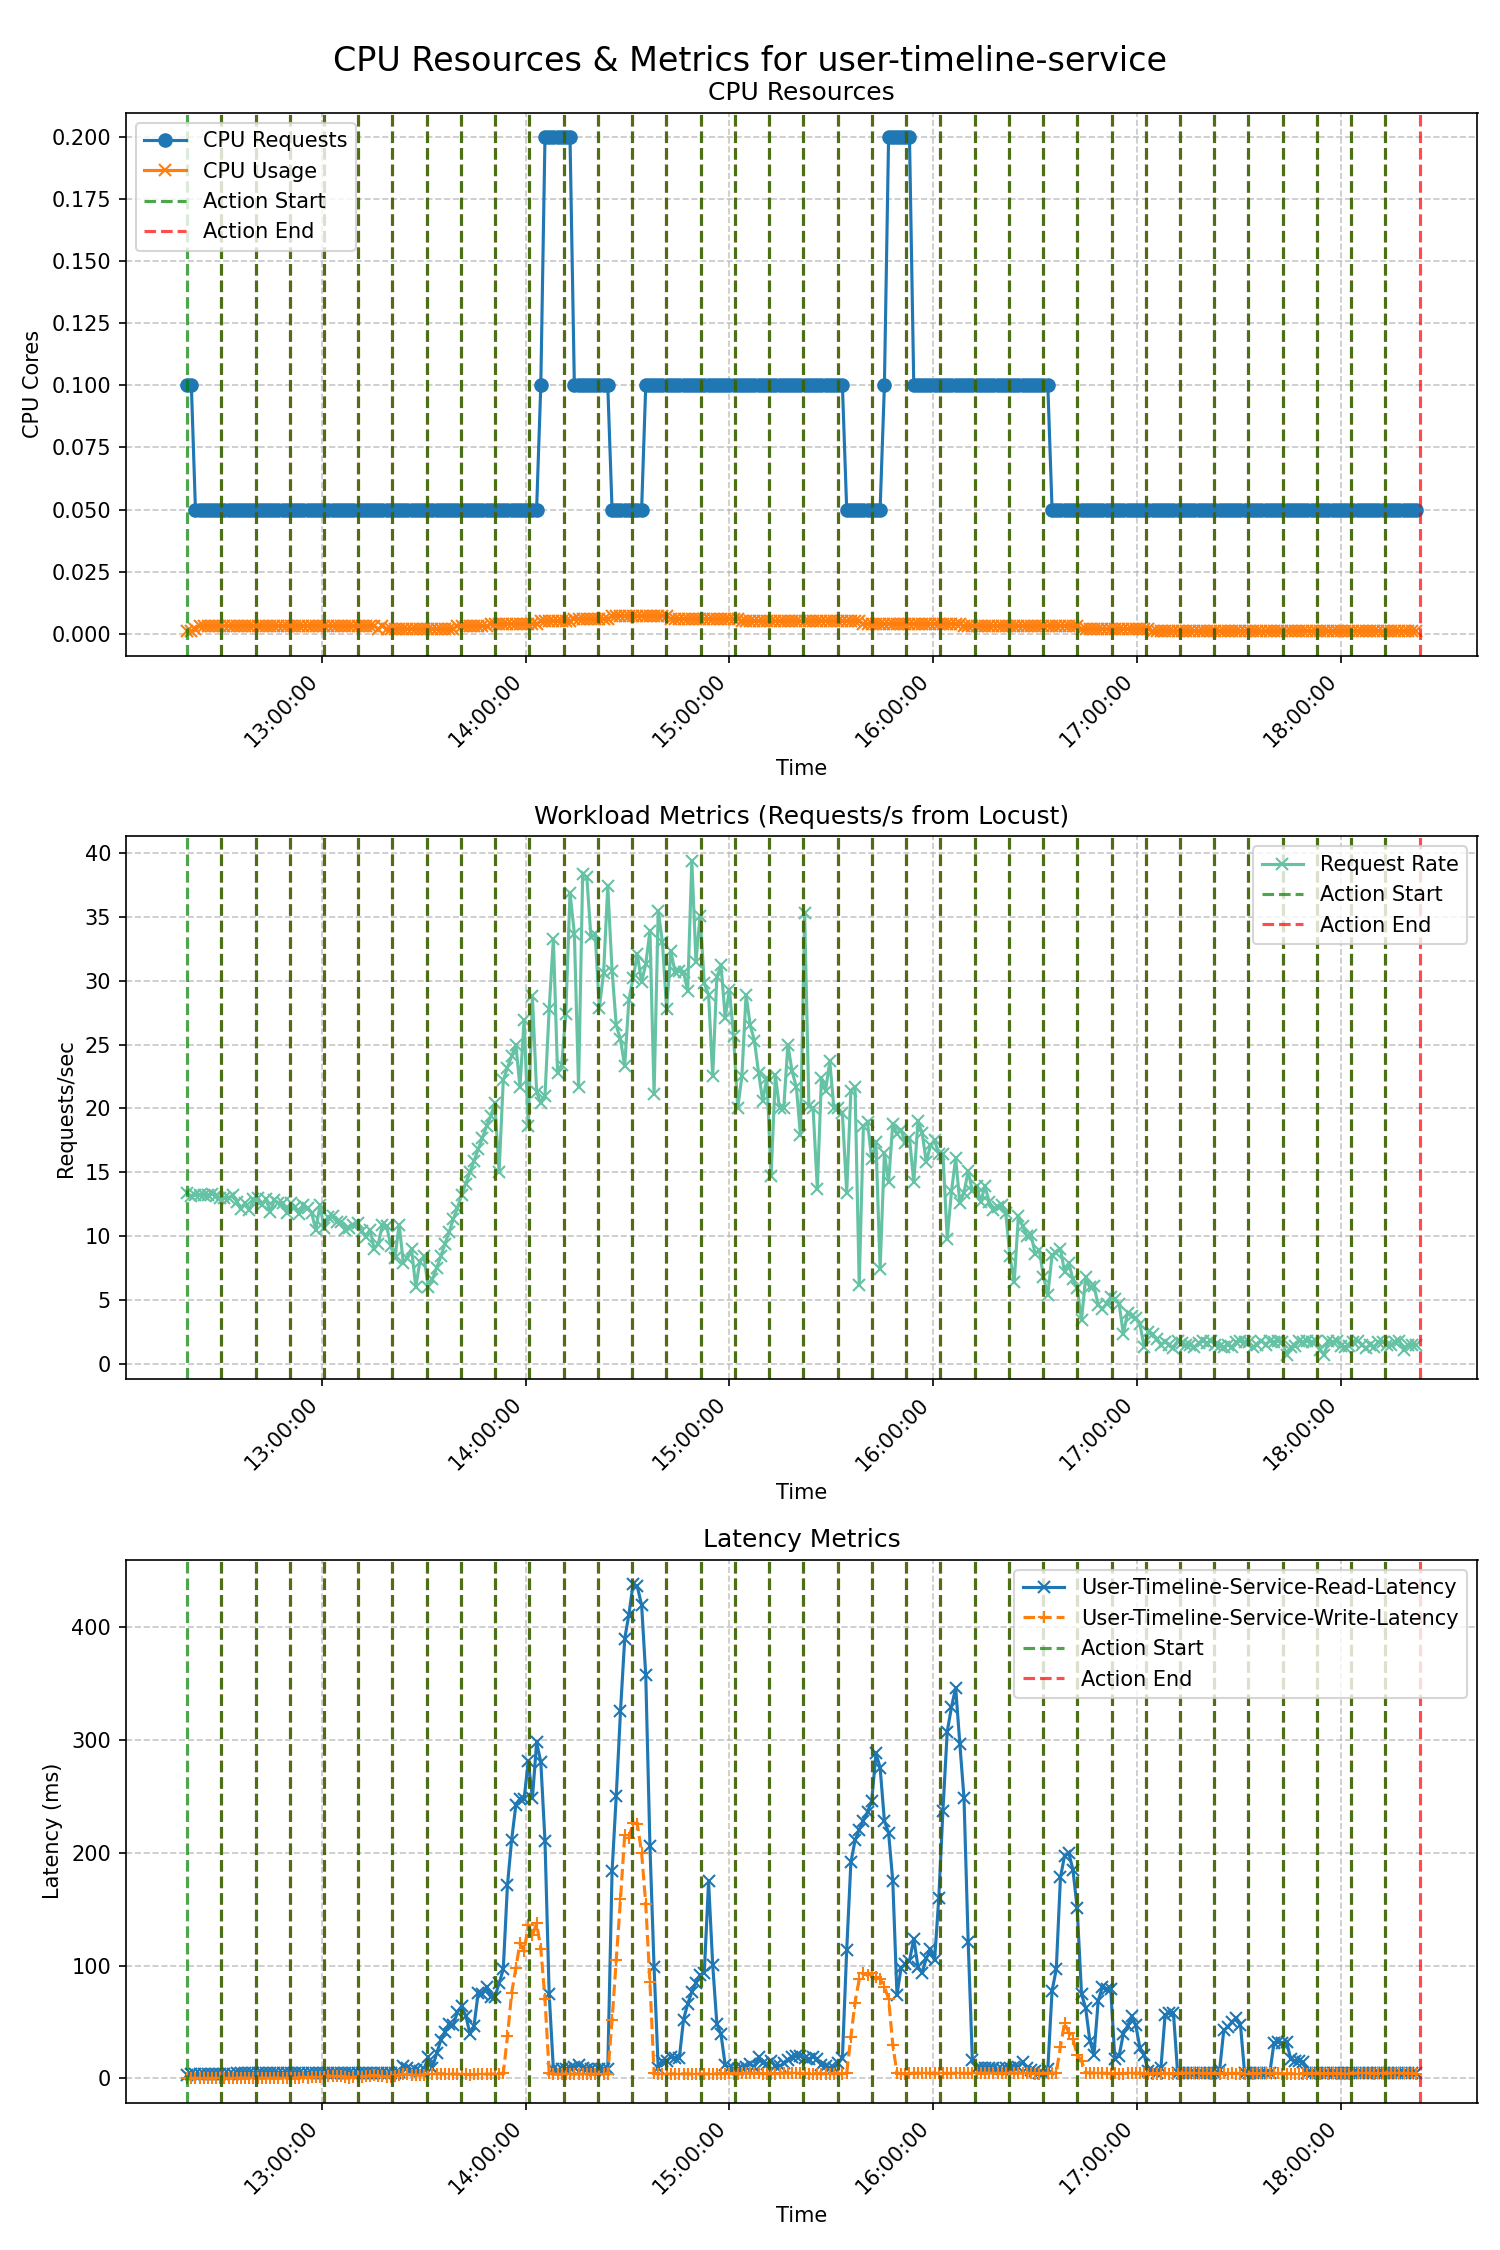 CPU Resources & Metrics for user-timeline-service
CPU Resources
CPU Requests
CPU Usage
Action Start
Action End
0.200
0.175
0.150
0.125
0.100
0.075
0.050
0.025
0.000
CPU Cores
13:00:00
14:00:00
15:00:00
16:00:00
17:00:00
18:00:00
Time
Workload Metrics (Requests/s from Locust)
Request Rate
Action Start
Action End
40
35
30
25
20
15
10
5
0
Requests/sec
13:00:00
14:00:00
15:00:00
16:00:00
17:00:00
18:00:00
Time
Latency Metrics
User-Timeline-Service-Read-Latency
User-Timeline-Service-Write-Latency
Action Start
Action End
400
300
200
100
0
Latency (ms)
13:00:00
14:00:00
15:00:00
16:00:00
17:00:00
18:00:00
Time